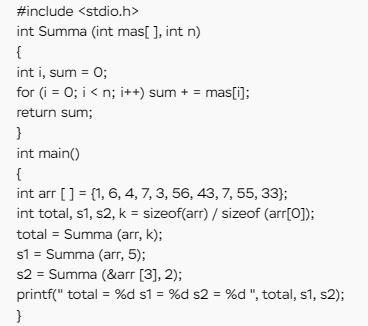 #include <stdio.h>
int Summa (int mas[ ], int n)
{
int i, sum = 0;
for (i = 0; i < n; i++) sum + = mas[i];
return sum;
}
int main()
{
int arr [ ] = {1, 6, 4, 7, 3, 56, 43, 7, 55, 33};
int total, s1, s2, k = sizeof(arr) / sizeof (arr[0]);
total = Summa (arr, k);
s1 = Summa (arr, 5);
s2 = Summa (&arr [3], 2);
printf(" total = %d s1 = %d s2 = %d ", total, s1, s2);
}